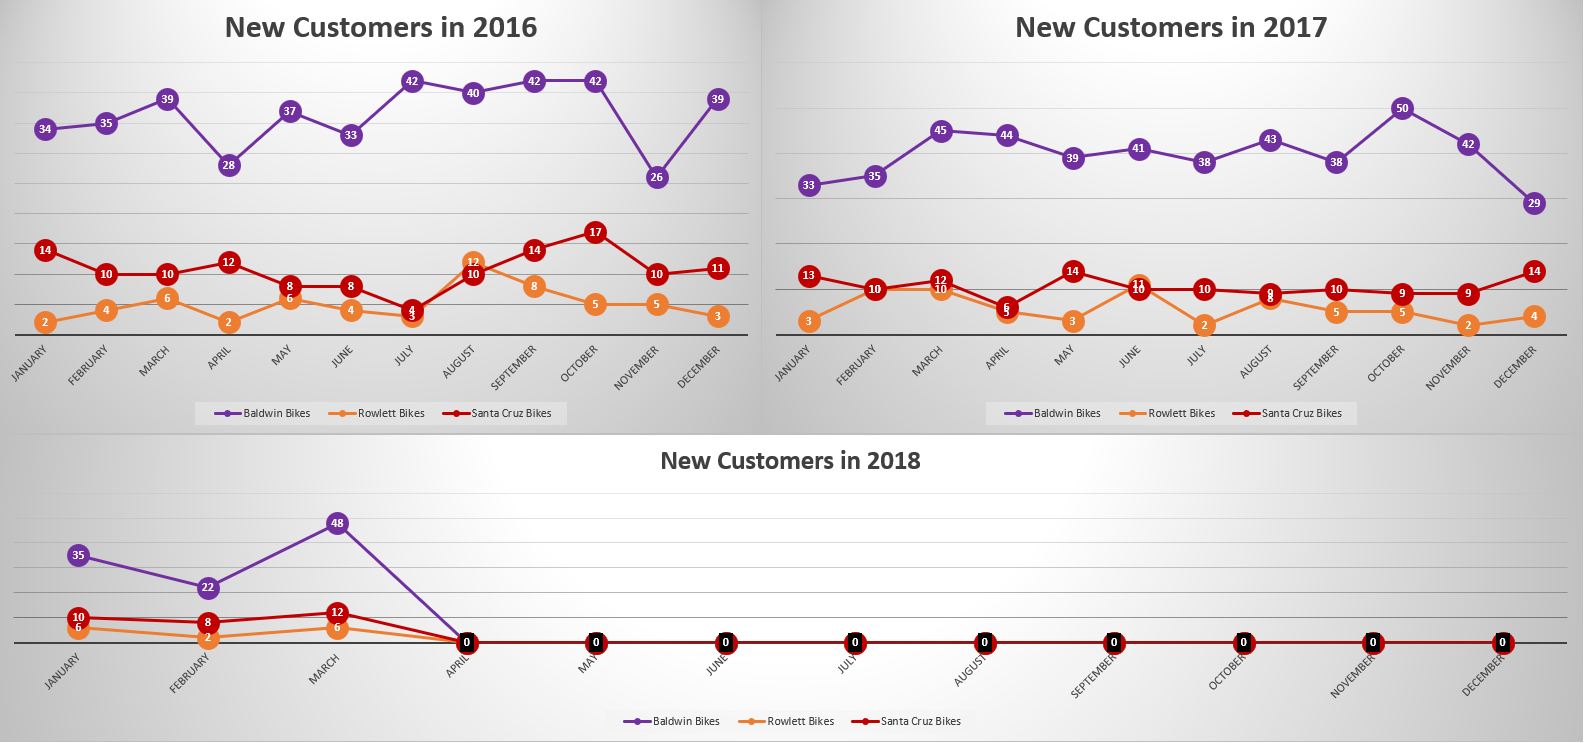 New Customers in 2016
34
35
39
28
37
33
42
40
42
42
26
39
14
10
10
12
8
8
4
10
14
17
10
11
2
4
6
2
6
4
3
12
8
5
5
3
JANUARY
FEBRUARY
MARCH
APRIL
MAY
JUNE
JULY
AUGUST
SEPTEMBER
OCTOBER
NOVEMBER
DECEMBER
Baldwin Bikes
Rowlett Bikes
Santa Cruz Bikes
New Customers in 2017
33
35
45
44
39
41
38
43
38
50
42
29
13
10
12
6
14
10
10
9
10
9
9
14
3
10
5
3
11
2
8
5
5
2
4
JANUARY
FEBRUARY
MARCH
APRIL
MAY
JUNE
JULY
AUGUST
SEPTEMBER
OCTOBER
NOVEMBER
DECEMBER
Baldwin Bikes
Rowlett Bikes
Santa Cruz Bikes
New Customers in 2018
35
22
48
10
8
12
6
2
6
0
0
0
0
0
0
0
0
0
JANUARY
FEBRUARY
MARCH
APRIL
MAY
JUNE
JULY
AUGUST
SEPTEMBER
OCTOBER
NOVEMBER
DECEMBER
Baldwin Bikes
Rowlett Bikes
Santa Cruz Bikes